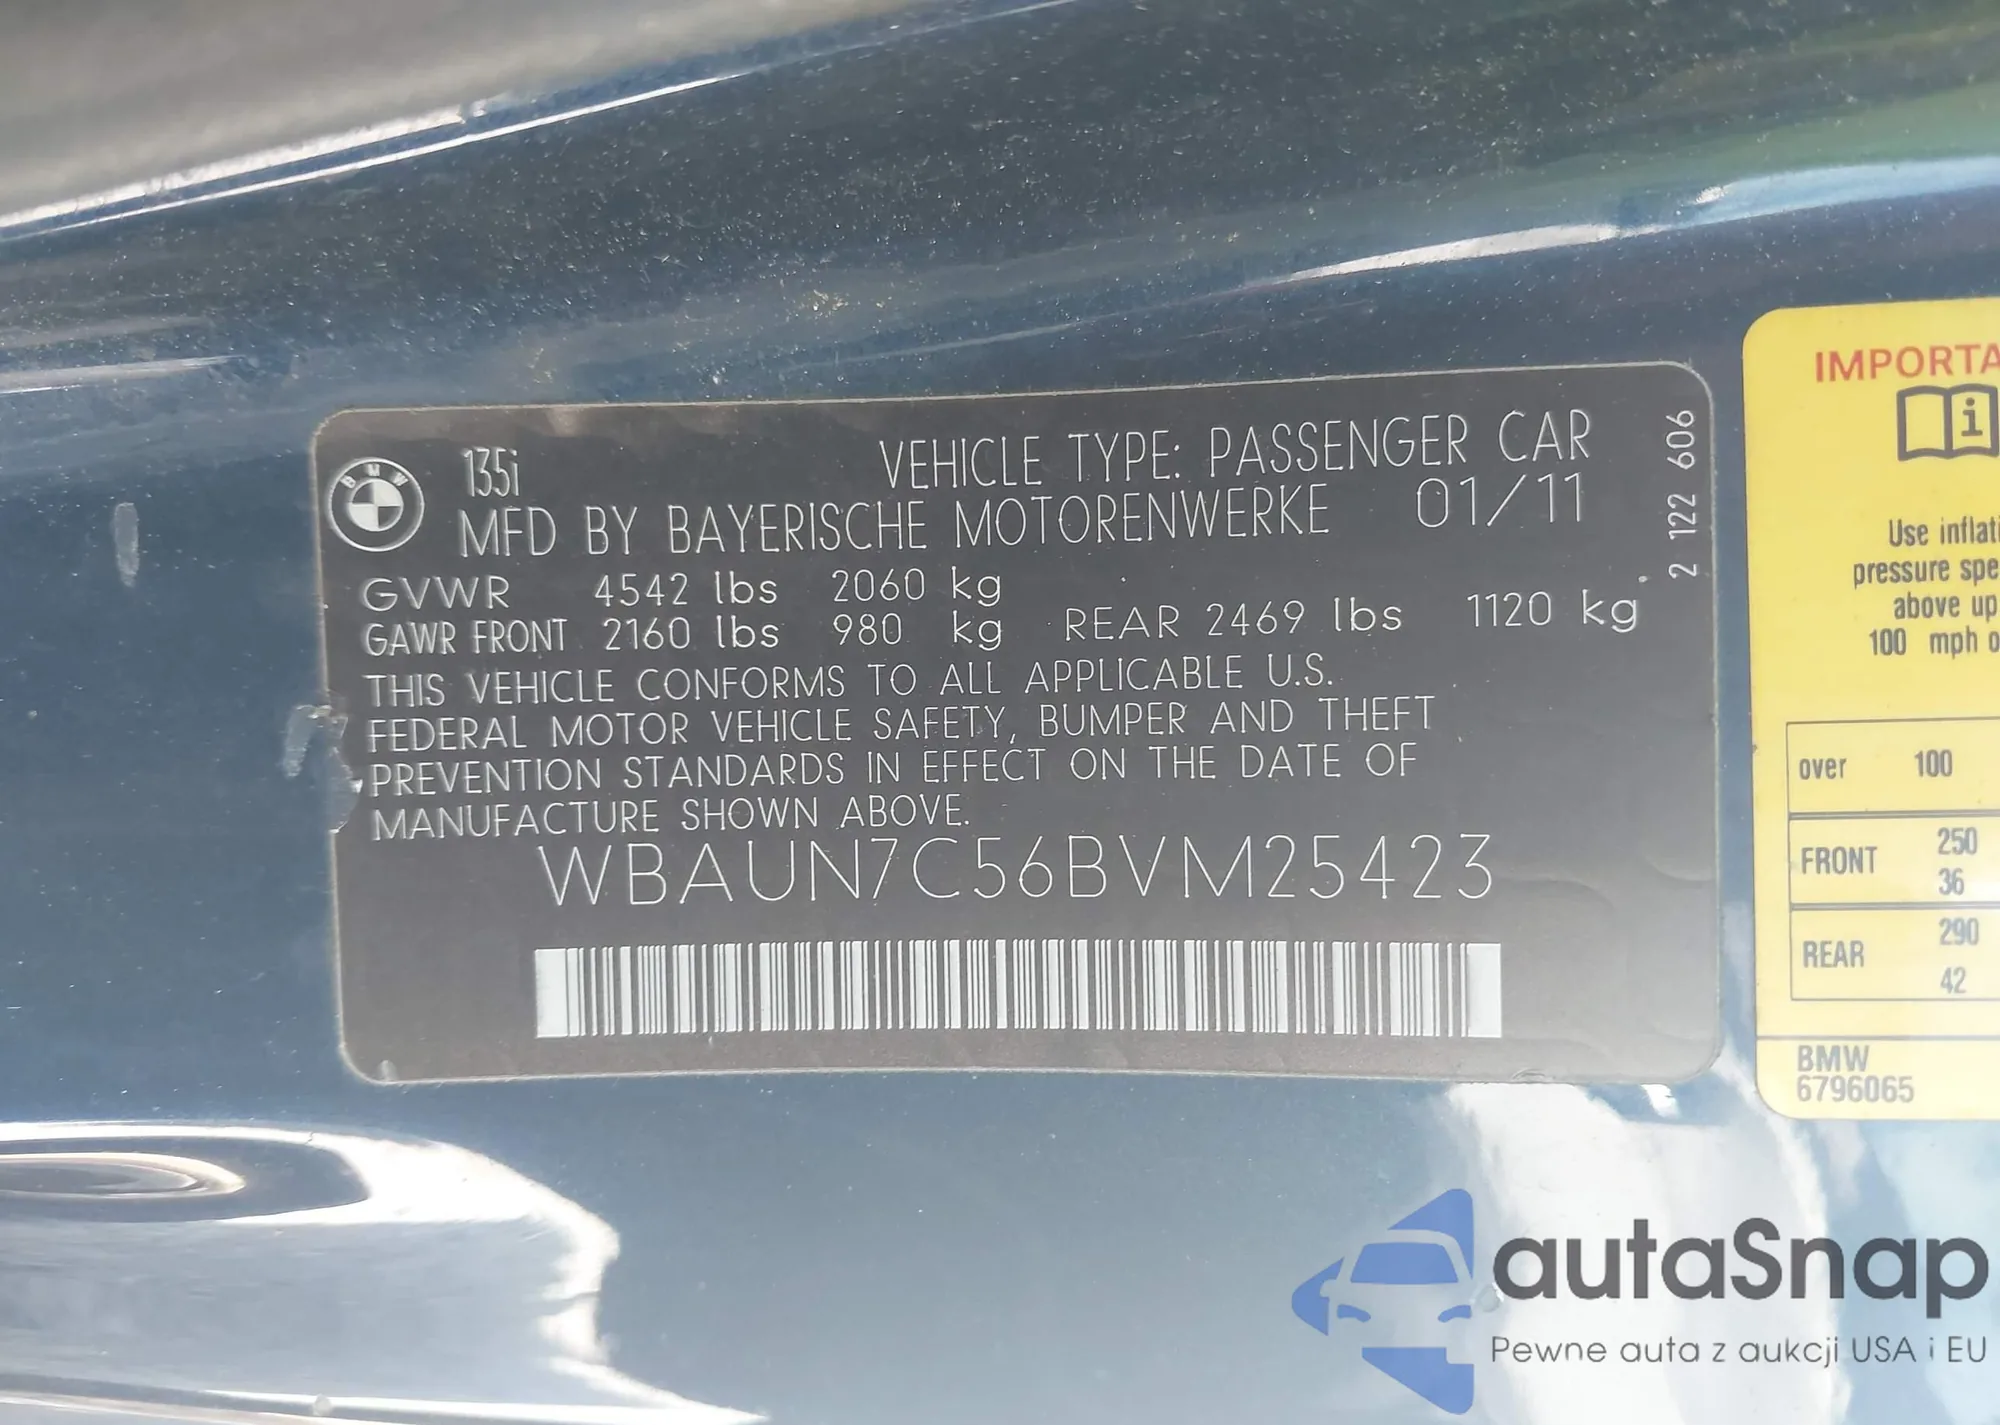 BMW
135i
VEHICLE TYPE: PASSENGER CAR
MFD BY BAYERISCHE MOTORENWERKE 01/11
GVWR 4542 lbs 2060 kg
GAWR FRONT 2160 lbs 980 kg REAR 2469 lbs 1120 kg
THIS VEHICLE CONFORMS TO ALL APPLICABLE U.S.
FEDERAL MOTOR VEHICLE SAFETY, BUMPER AND THEFT
PREVENTION STANDARDS IN EFFECT ON THE DATE OF
MANUFACTURE SHOWN ABOVE.
WBAUN7C56BVM25423
2 122 606
IMPORTA
i
Use inflati
pressure spe
above up
100 mph o
over 100
FRONT 250
36
REAR 290
42
BMW
6796065
autaSnap
Pewne auta z aukcji USA i EU